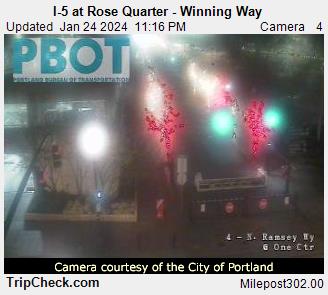 I-5 at Rose Quarter - Winning Way
Updated Jan 24 2024 11:16 PM Camera 4
PBOT
PORTLAND BUREAU OF TRANSPORTATION
4 - N. Ramsey Wy
@ One Ctr
Camera courtesy of the City of Portland
TripCheck.com Milepost302.00